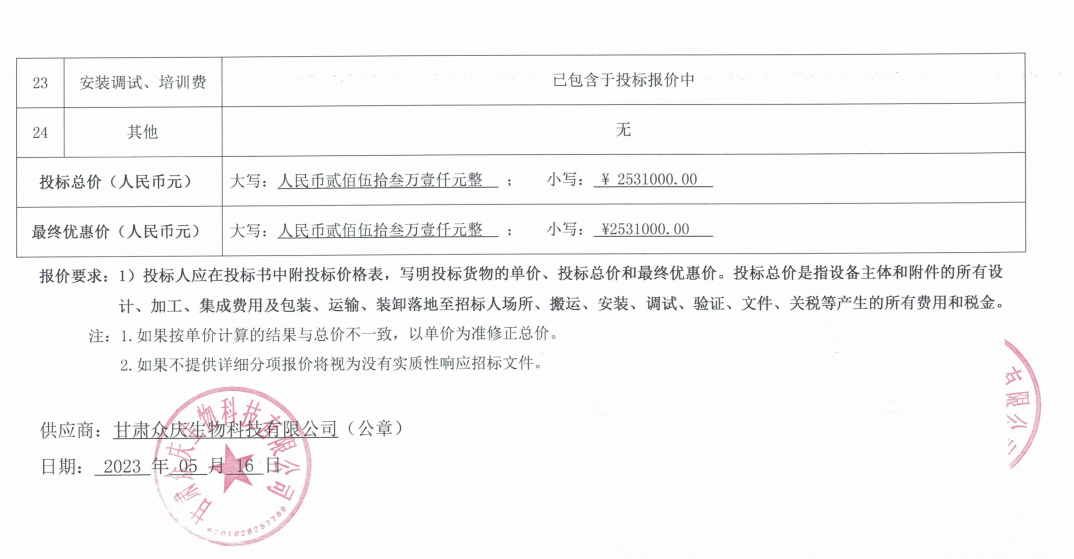 23 安装调试、培训费 已包含于投标报价中
24 其他 无
投标总价（人民币元） 大写：人民币贰佰伍拾叁万壹仟元整 ； 小写：￥ 2531000.00
最终优惠价（人民币元） 大写：人民币贰佰伍拾叁万壹仟元整 ； 小写：¥2531000.00
报价要求：1）投标人应在投标书中附投标价格表，写明投标货物的单价、投标总价和最终优惠价。投标总价是指设备主体和附件的所有设
计、加工、集成费用及包装、运输、装卸落地至招标人场所、搬运、安装、调试、验证、文件、关税等产生的所有费用和税金。
注：1.如果按单价计算的结果与总价不一致，以单价为准修正总价。
2.如果不提供详细分项报价将视为没有实质性响应招标文件。
供应商：甘肃众庆生物科技有限公司（公章）
日期： 2023 年 05 月 16 日
甘肃众庆生物科技有限公司
有限公